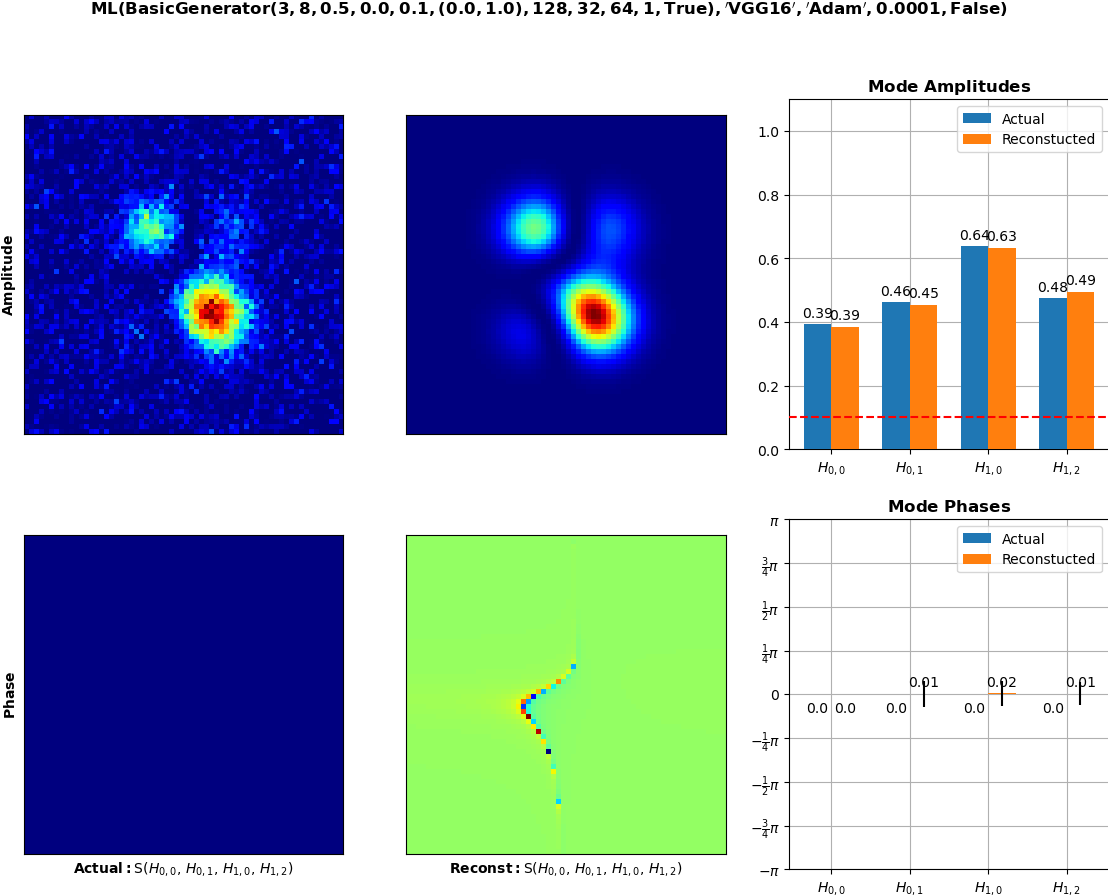 ML(BasicGenerator(3, 8, 0.5, 0.0, 0.1, (0.0, 1.0), 128, 32, 64, 1, True), ′VGG16′, ′Adam′, 0.0001, False)
Amplitude
Mode Amplitudes
Actual
Reconstucted
1.0
0.8
0.6
0.4
0.2
0.0
0.39 0.39
0.46 0.45
0.64 0.63
0.48 0.49
H0,0 H0,1 H1,0 H1,2
Phase
Actual: S(H0,0, H0,1, H1,0, H1,2)
Reconst: S(H0,0, H0,1, H1,0, H1,2)
Mode Phases
Actual
Reconstucted
π
3/4π
1/2π
1/4π
0
−1/4π
−1/2π
−3/4π
−π
0.0 0.0
0.0 0.01
0.0 0.02
0.0 0.01
H0,0 H0,1 H1,0 H1,2